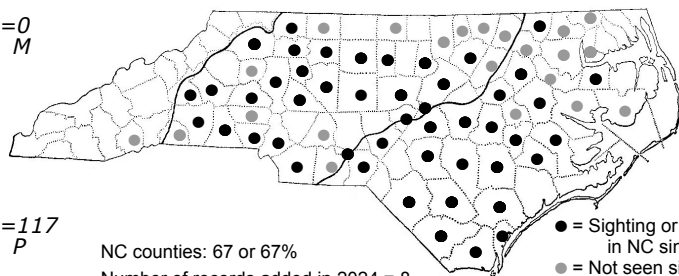 =0
M
=117
P
NC counties: 67 or 67%
Number of records added in 2024 = 8
● = Sighting or
in NC sin
● = Not seen si